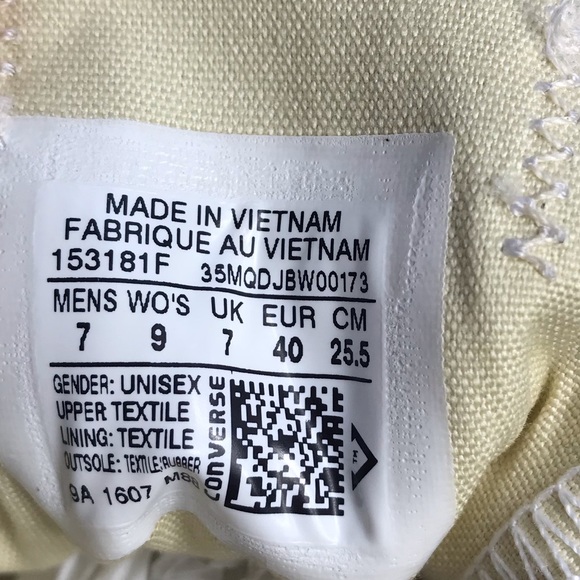 MADE IN VIETNAM
FABRIQUE AU VIETNAM
153181F 35MQDJBW00173
MENS WO'S UK EUR CM
7 9 7 40 25.5
GENDER: UNISEX
UPPER TEXTILE
LINING: TEXTILE
OUTSOLE: TEXTILE;RUBBER
9A 1607
CONVERSE
TM